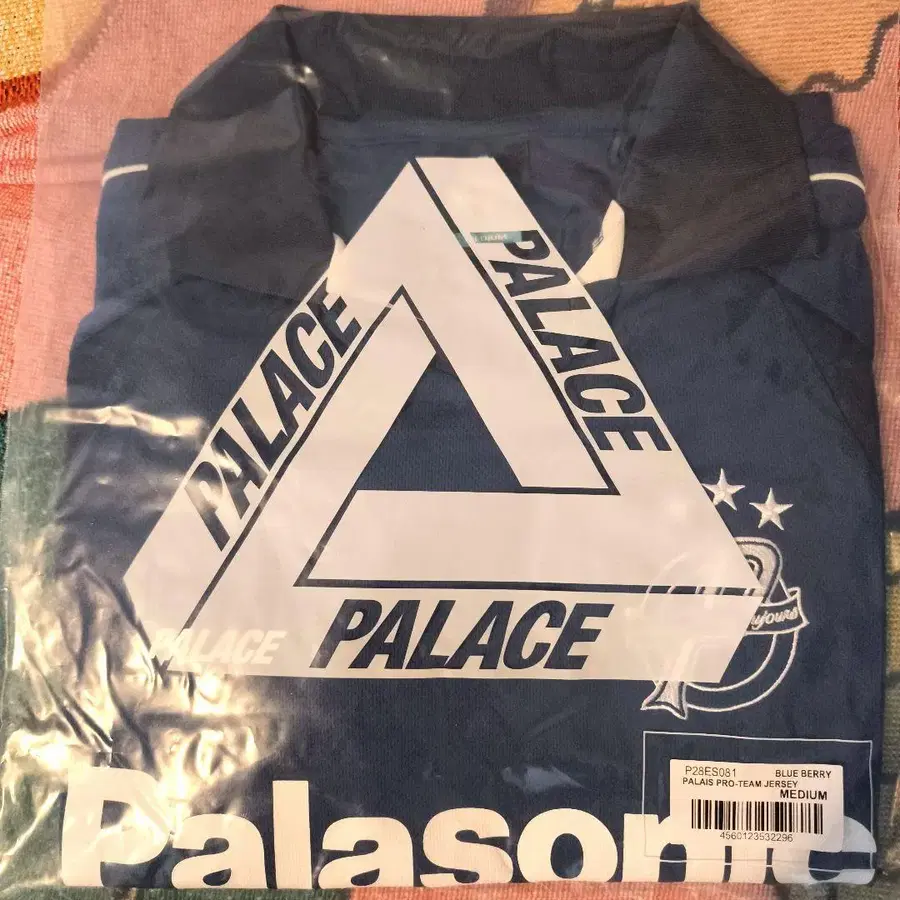 PALACE
PALACE
PALACE
PALACE
Palasonic
P28ES081 BLUE BERRY
PALAIS PRO-TEAM JERSEY
MEDIUM
4560123532296